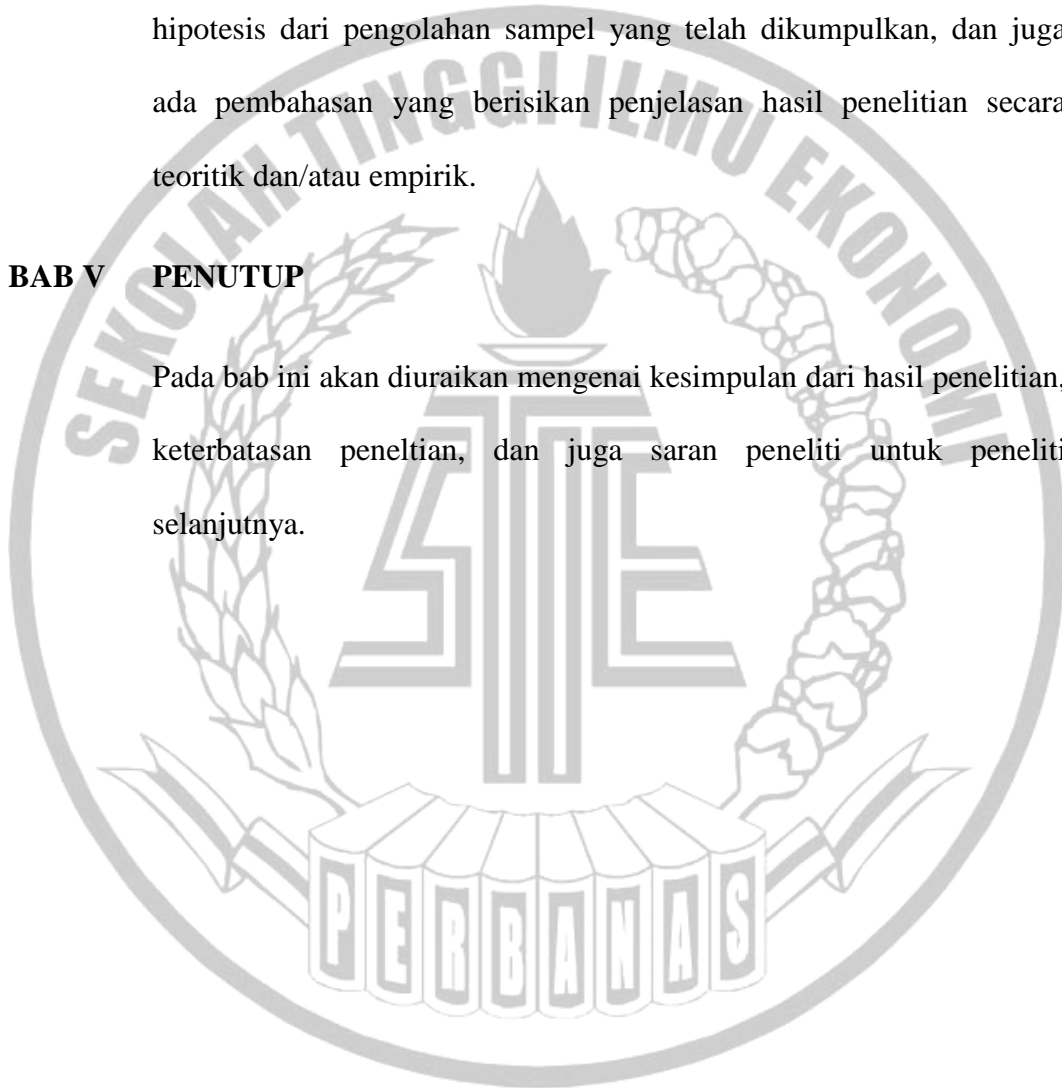 hipotesis dari pengolahan sampel yang telah dikumpulkan, dan juga
ada pembahasan yang berisikan penjelasan hasil penelitian secara
teoritik dan/atau empirik.
BAB V PENUTUP
Pada bab ini akan diuraikan mengenai kesimpulan dari hasil penelitian,
keterbatasan peneltian, dan juga saran peneliti untuk peneliti
selanjutnya.
SEKOLAH TINGGI ILMU EKONOMI
STIE
PERBANAS